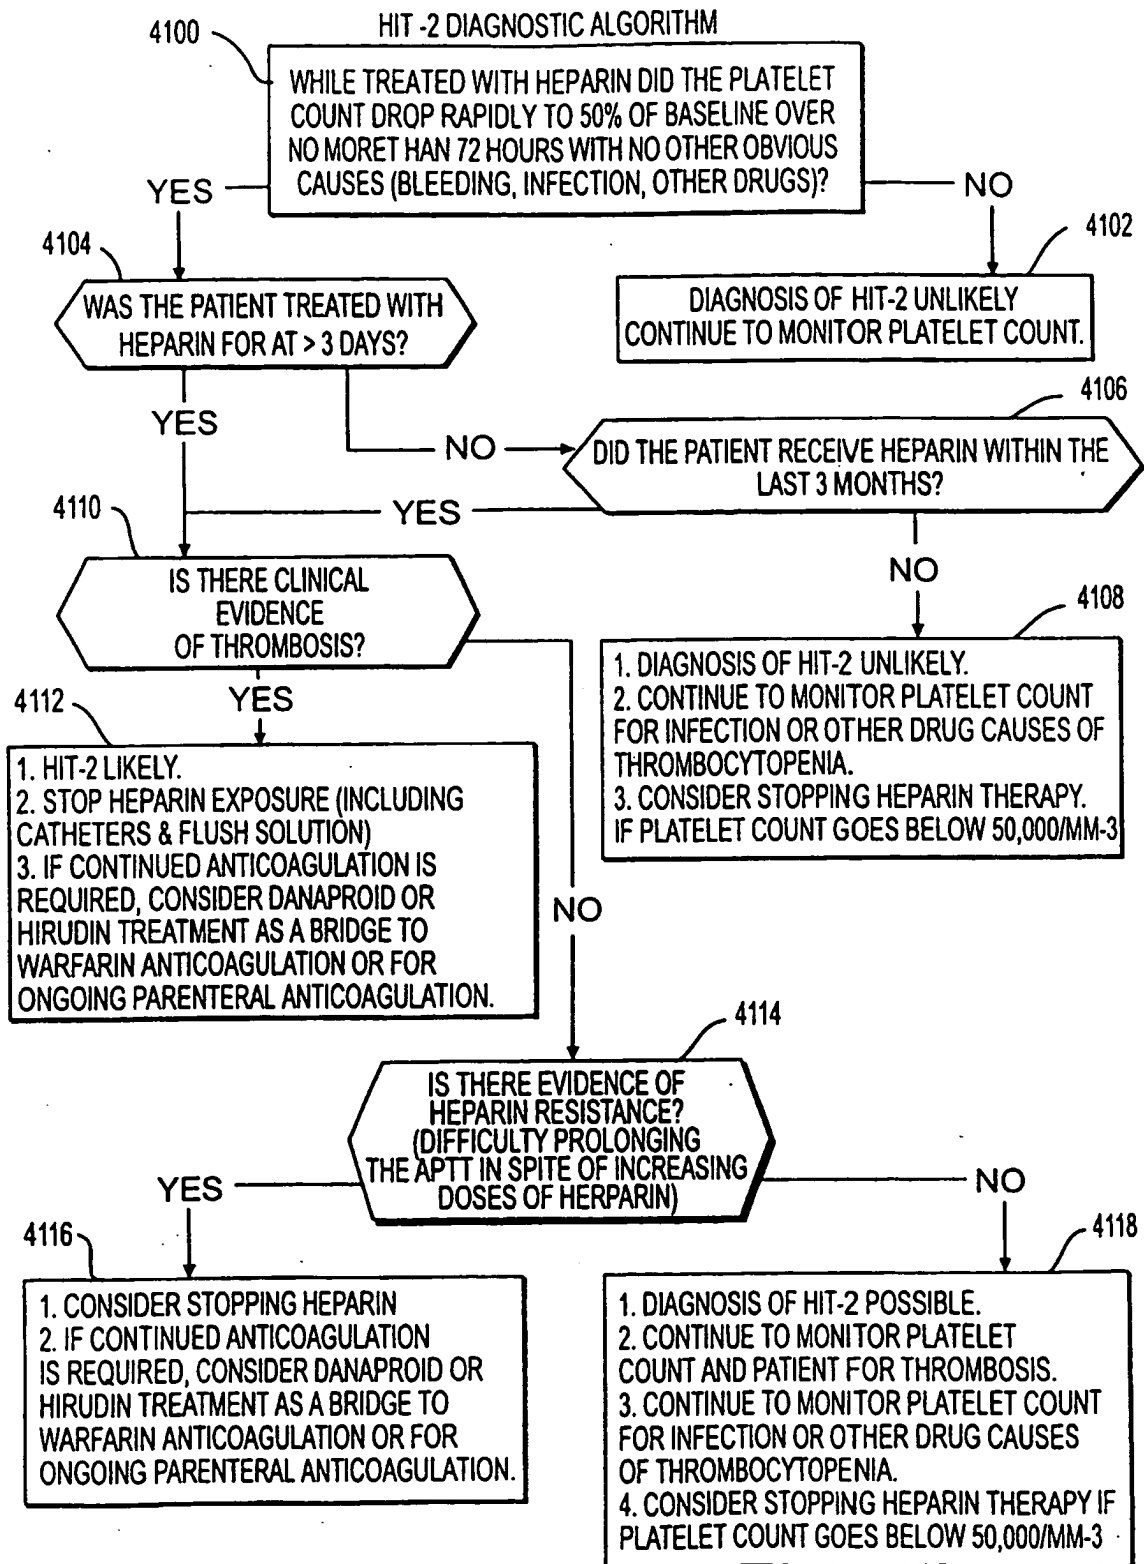 HIT -2 DIAGNOSTIC ALGORITHM
4100
WHILE TREATED WITH HEPARIN DID THE PLATELET
COUNT DROP RAPIDLY TO 50% OF BASELINE OVER
NO MORET HAN 72 HOURS WITH NO OTHER OBVIOUS
CAUSES (BLEEDING, INFECTION, OTHER DRUGS)?
YES
NO
4102
DIAGNOSIS OF HIT-2 UNLIKELY
CONTINUE TO MONITOR PLATELET COUNT.
4104
WAS THE PATIENT TREATED WITH
HEPARIN FOR AT > 3 DAYS?
YES
NO
4106
DID THE PATIENT RECEIVE HEPARIN WITHIN THE
LAST 3 MONTHS?
YES
NO
4108
1. DIAGNOSIS OF HIT-2 UNLIKELY.
2. CONTINUE TO MONITOR PLATELET COUNT
FOR INFECTION OR OTHER DRUG CAUSES OF
THROMBOCYTOPENIA.
3. CONSIDER STOPPING HEPARIN THERAPY.
IF PLATELET COUNT GOES BELOW 50,000/MM-3
4110
IS THERE CLINICAL
EVIDENCE
OF THROMBOSIS?
YES
NO
4112
1. HIT-2 LIKELY.
2. STOP HEPARIN EXPOSURE (INCLUDING
CATHETERS & FLUSH SOLUTION)
3. IF CONTINUED ANTICOAGULATION IS
REQUIRED, CONSIDER DANAPROID OR
HIRUDIN TREATMENT AS A BRIDGE TO
WARFARIN ANTICOAGULATION OR FOR
ONGOING PARENTERAL ANTICOAGULATION.
4114
IS THERE EVIDENCE OF
HEPARIN RESISTANCE?
(DIFFICULTY PROLONGING
THE APTT IN SPITE OF INCREASING
DOSES OF HERPARIN)
YES
NO
4116
1. CONSIDER STOPPING HEPARIN
2. IF CONTINUED ANTICOAGULATION
IS REQUIRED, CONSIDER DANAPROID OR
HIRUDIN TREATMENT AS A BRIDGE TO
WARFARIN ANTICOAGULATION OR FOR
ONGOING PARENTERAL ANTICOAGULATION.
4118
1. DIAGNOSIS OF HIT-2 POSSIBLE.
2. CONTINUE TO MONITOR PLATELET
COUNT AND PATIENT FOR THROMBOSIS.
3. CONTINUE TO MONITOR PLATELET COUNT
FOR INFECTION OR OTHER DRUG CAUSES
OF THROMBOCYTOPENIA.
4. CONSIDER STOPPING HEPARIN THERAPY IF
PLATELET COUNT GOES BELOW 50,000/MM-3